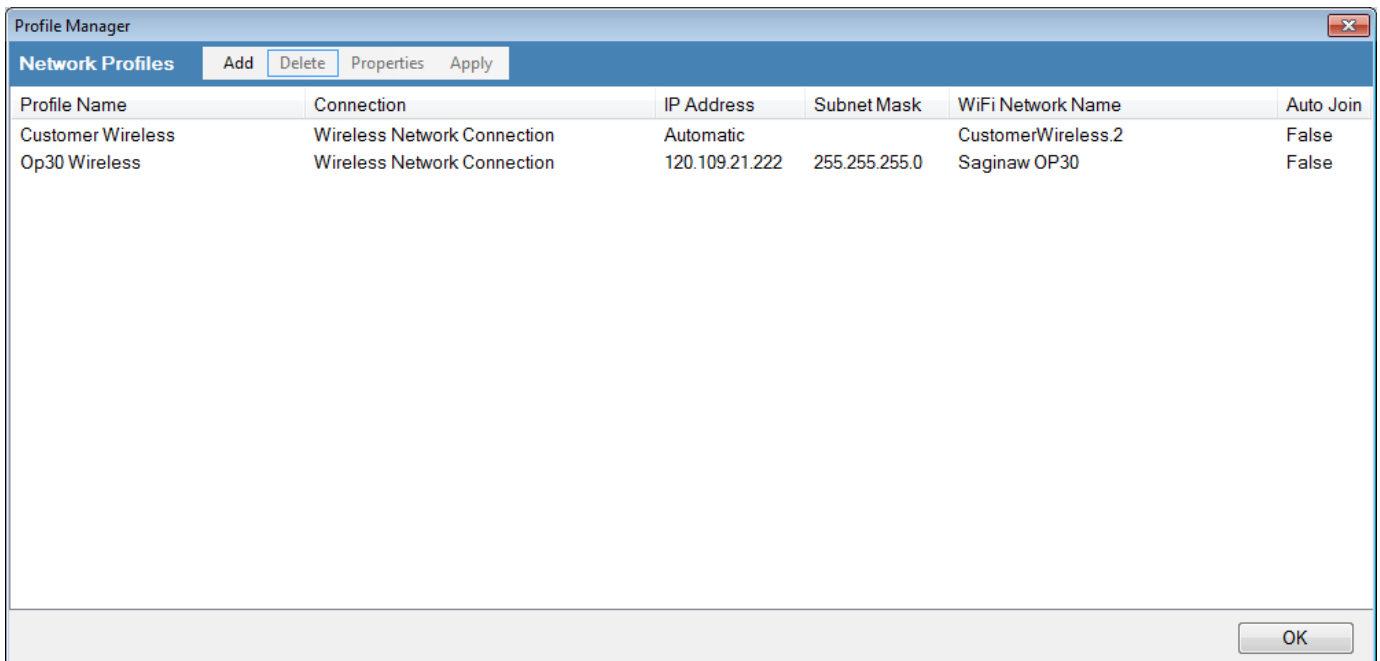 Profile Manager
Network Profiles Add Delete Properties Apply
Profile Name Connection IP Address Subnet Mask WiFi Network Name Auto Join
Customer Wireless Wireless Network Connection Automatic CustomerWireless.2 False
Op30 Wireless Wireless Network Connection 120.109.21.222 255.255.255.0 Saginaw OP30 False
OK